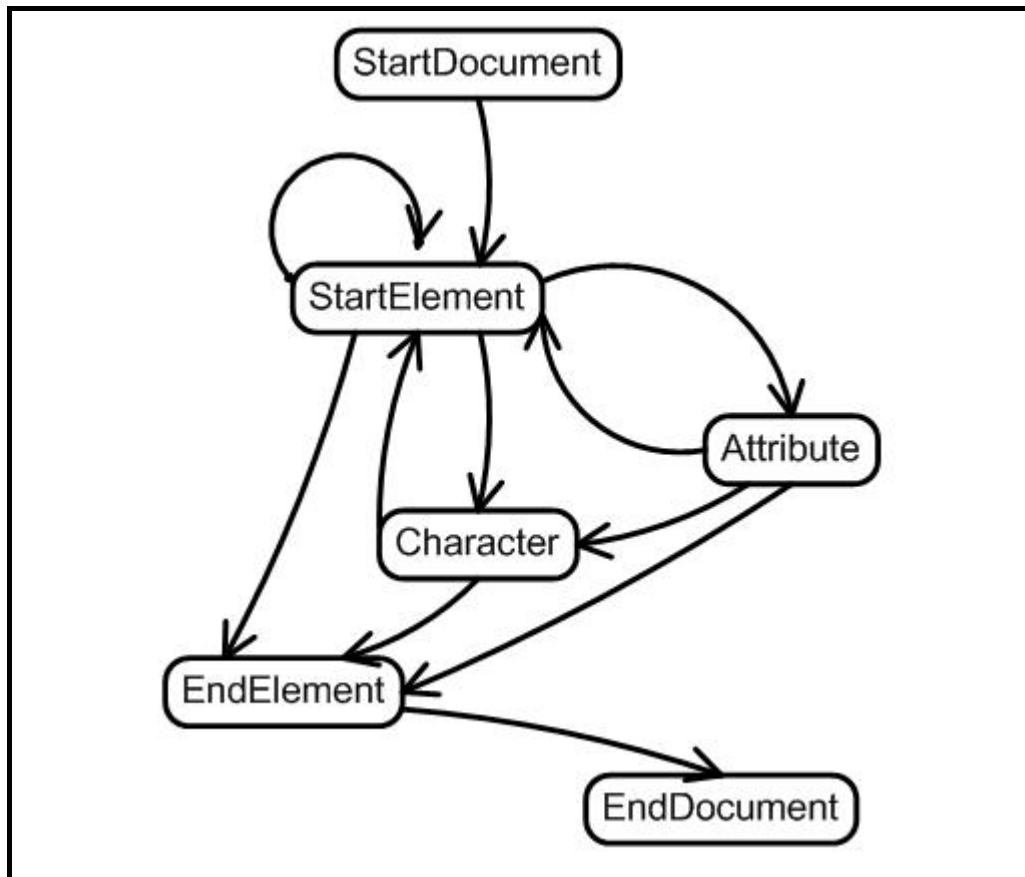 StartDocument
StartElement
Attribute
Character
EndElement
EndDocument